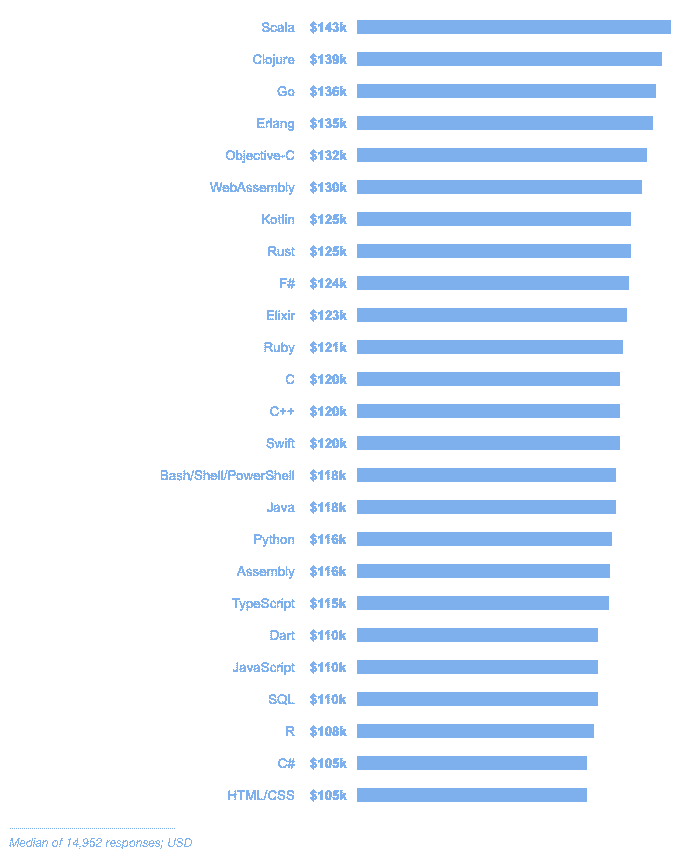 Scala $143k
Clojure $139k
Go $136k
Erlang $135k
Objective-C $132k
WebAssembly $130k
Kotlin $125k
Rust $125k
F# $124k
Elixir $123k
Ruby $121k
C $120k
C++ $120k
Swift $120k
Bash/Shell/PowerShell $118k
Java $118k
Python $116k
Assembly $116k
TypeScript $115k
Dart $110k
JavaScript $110k
SQL $110k
R $108k
C# $105k
HTML/CSS $105k
Median of 14,952 responses; USD